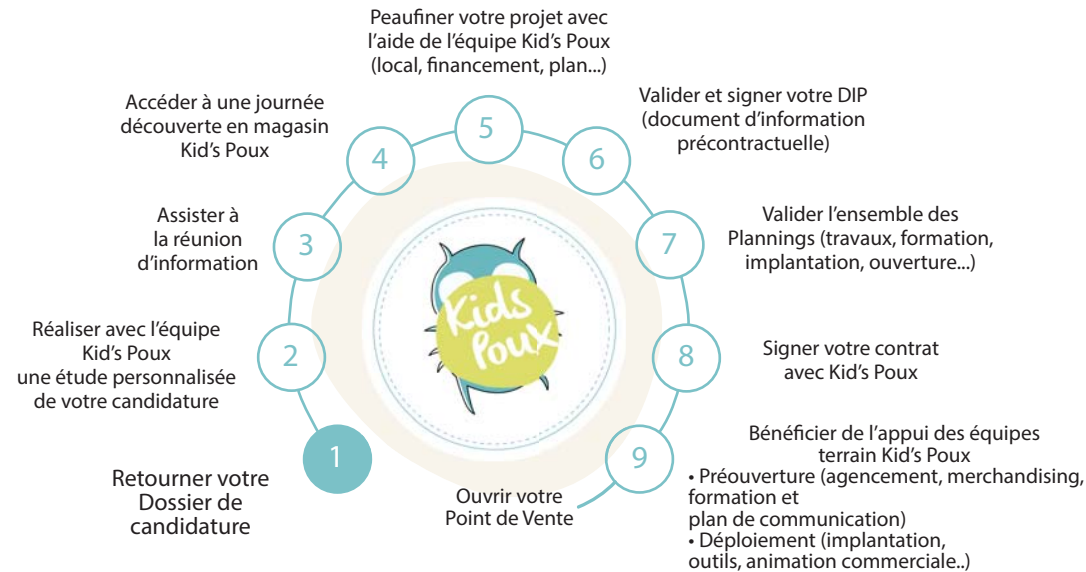 1
Retourner votre
Dossier de
candidature
2
Réaliser avec l'équipe
Kid's Poux
une étude personnalisée
de votre candidature
3
Assister à
la réunion
d'information
4
Accéder à une journée
découverte en magasin
Kid's Poux
5
Peaufiner votre projet avec
l'aide de l'équipe Kid's Poux
(local, financement, plan...)
6
Valider et signer votre DIP
(document d'information
précontractuelle)
7
Valider l'ensemble des
Plannings (travaux, formation,
implantation, ouverture...)
8
Signer votre contrat
avec Kid's Poux
9
Bénéficier de l'appui des équipes
terrain Kid's Poux
• Préouverture (agencement, merchandising,
formation et
plan de communication)
• Déploiement (implantation,
outils, animation commerciale..)
Ouvrir votre
Point de Vente
Kids
Poux